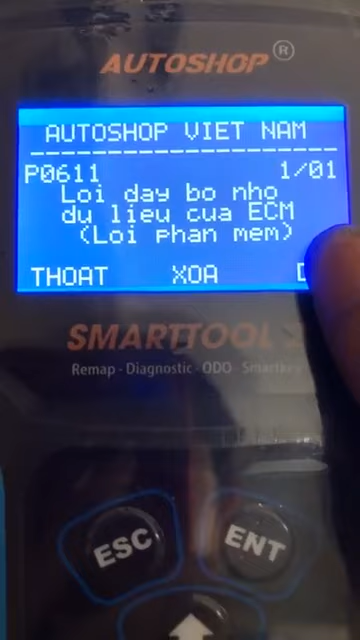 AUTOSHOP®
AUTOSHOP VIET NAM
P0611 1/01
Loi day bo nho
du lieu cua ECM
(Loi phan mem)
THOAT XOA
SMARTTOOL
Remap - Diagnostic - ODO - Smartkey
ESC
ENT